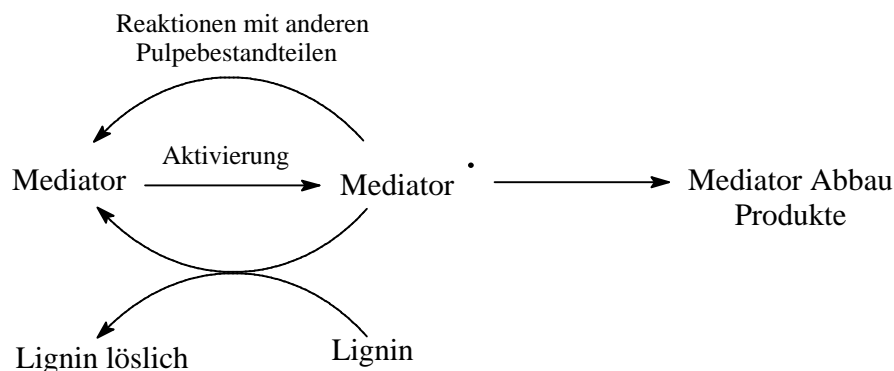 Reaktionen mit anderen
Pulpebestandteilen
Aktivierung
Mediator
Mediator ·
Mediator Abbau
Produkte
Lignin löslich
Lignin